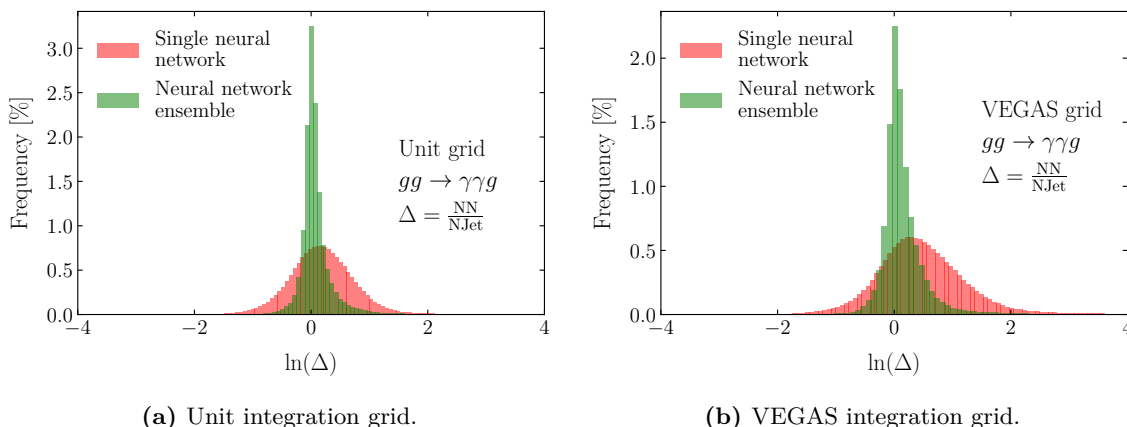 Single neural
network
Neural network
ensemble
Unit grid
gg → γγg
Δ = NN/NJet
Frequency [%]
3.0
2.5
2.0
1.5
1.0
0.5
0.0
−4
−2
0
2
4
ln(Δ)
(a) Unit integration grid.
Single neural
network
Neural network
ensemble
VEGAS grid
gg → γγg
Δ = NN/NJet
Frequency [%]
2.0
1.5
1.0
0.5
0.0
−4
−2
0
2
4
ln(Δ)
(b) VEGAS integration grid.